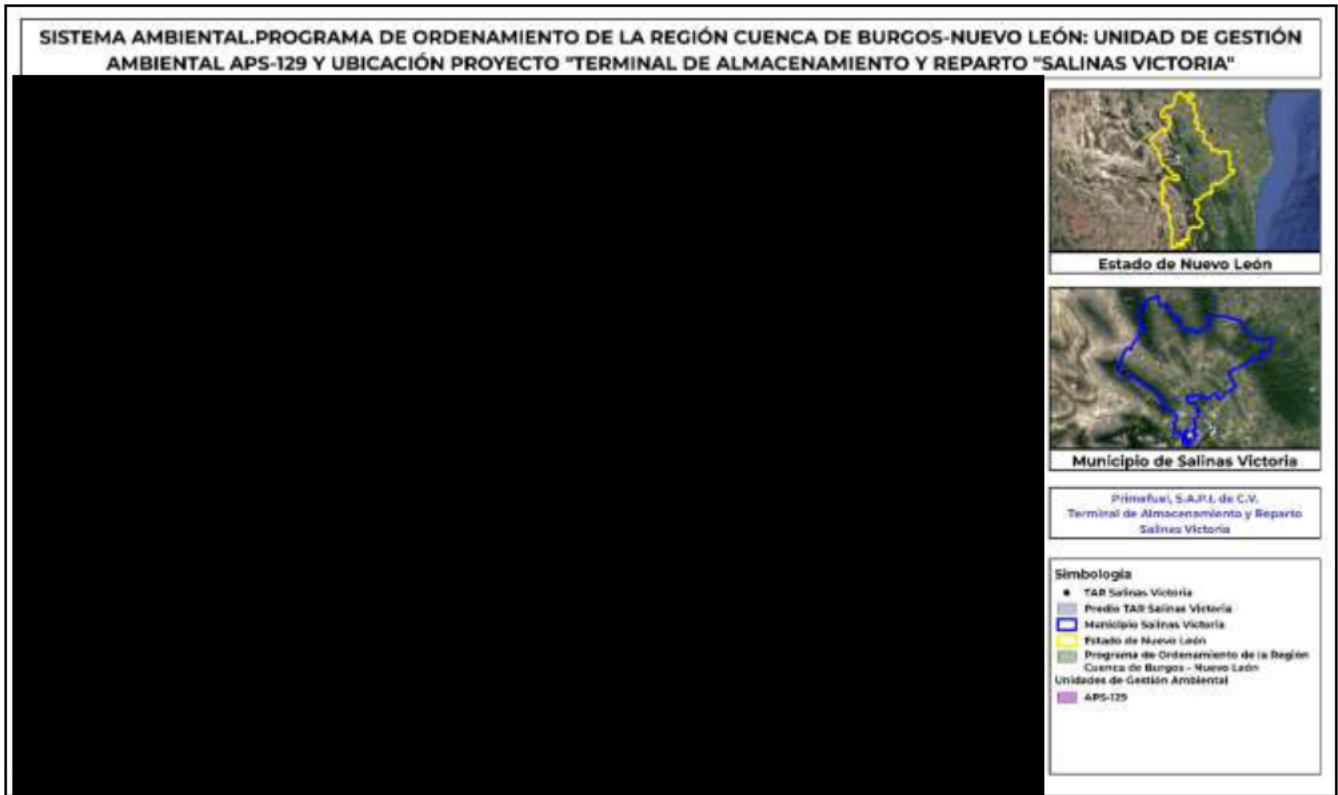 SISTEMA AMBIENTAL.PROGRAMA DE ORDENAMIENTO DE LA REGIÓN CUENCA DE BURGOS-NUEVO LEÓN: UNIDAD DE GESTIÓN
AMBIENTAL APS-129 Y UBICACIÓN PROYECTO "TERMINAL DE ALMACENAMIENTO Y REPARTO "SALINAS VICTORIA"
Estado de Nuevo León
Municipio de Salinas Victoria
Primefuel, S.A.P.I. de C.V.
Terminal de Almacenamiento y Reparto
Salinas Victoria
Simbología
TAR Salinas Victoria
Predio TAR Salinas Victoria
Municipio Salinas Victoria
Estado de Nuevo León
Programa de Ordenamiento de la Región
Cuenca de Burgos - Nuevo León
Unidades de Gestión Ambiental
APS-129